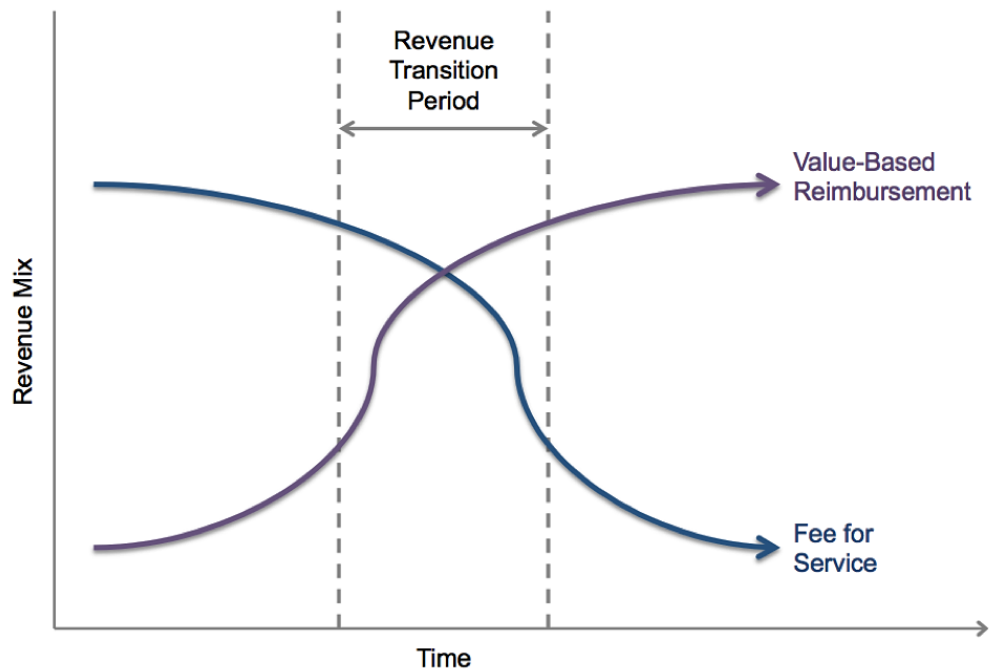 Revenue
Transition
Period
Value-Based
Reimbursement
Revenue Mix
Fee for
Service
Time